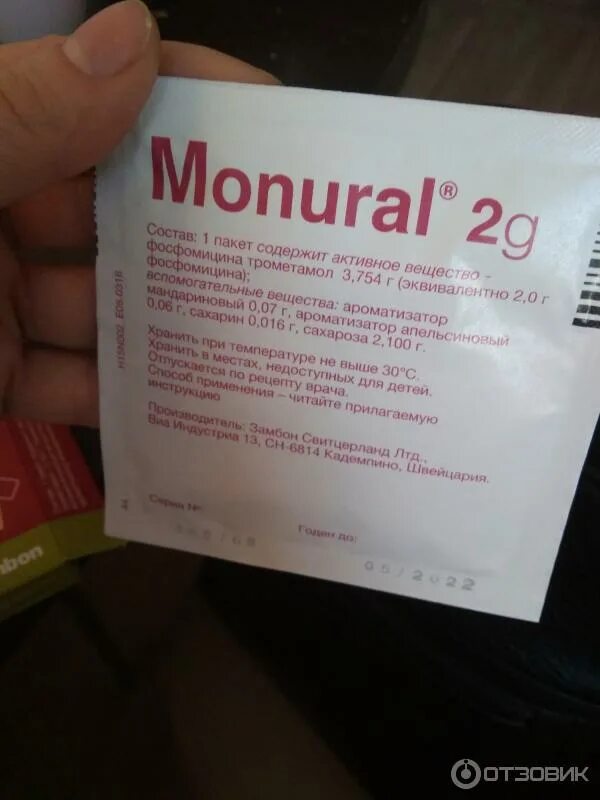 Monural® 2g
Состав: 1 пакет содержит активное вещество -
фосфомицина трометамол 3,754 г (эквивалентно 2,0 г
фосфомицина);
вспомогательные вещества: ароматизатор
мандариновый 0,07 г, ароматизатор апельсиновый
0,06 г, сахарин 0,016 г, сахароза 2,100 г.
Хранить при температуре не выше 30°C.
Хранить в местах, недоступных для детей.
Отпускается по рецепту врача.
Способ применения – читайте прилагаемую
инструкцию
Производитель: Замбон Свитцерланд Лтд.,
Виа Индустриа 13, CH-6814 Кадемпино, Швейцария.
Серия №:
Годен до:
05/2022
ОТЗОВИК